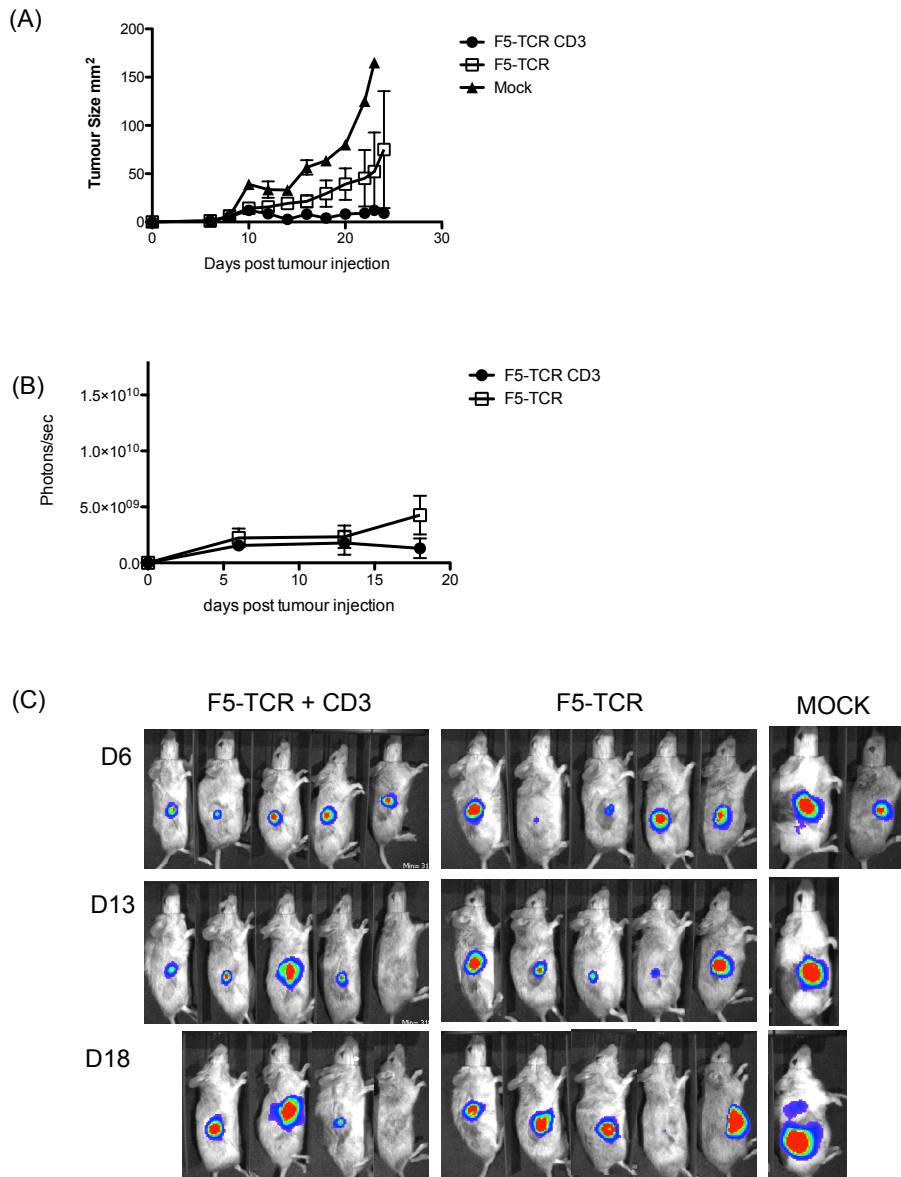 (A)
Tumour Size mm²
200
150
100
50
0
0 10 20 30
Days post tumour injection
F5-TCR CD3
F5-TCR
Mock
(B)
Photons/sec
1.5×10¹⁰
1.0×10¹⁰
5.0×10⁰⁹
0.0
0 5 10 15 20
days post tumour injection
F5-TCR CD3
F5-TCR
(C)
F5-TCR + CD3 F5-TCR MOCK
D6
D13
D18